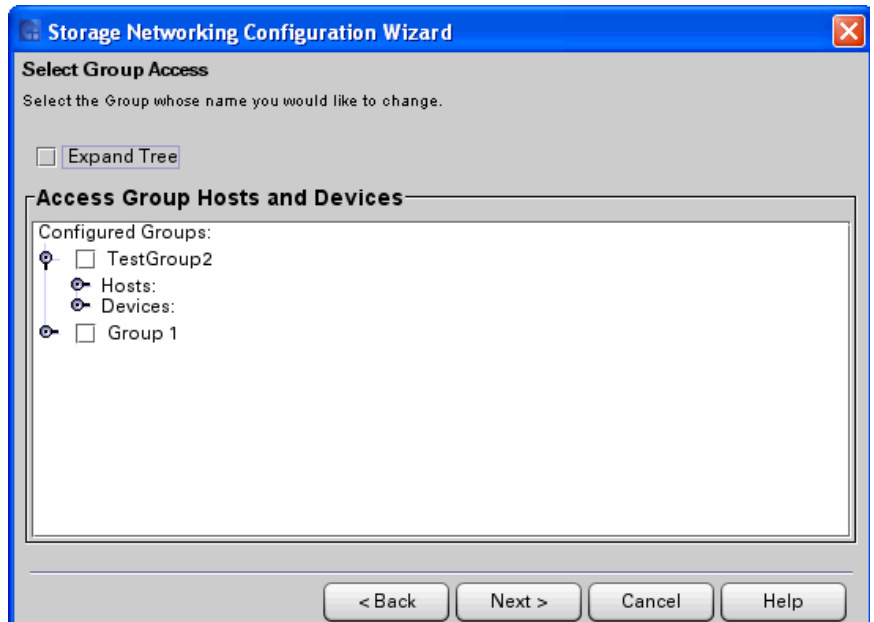 Storage Networking Configuration Wizard
Select Group Access
Select the Group whose name you would like to change.
Expand Tree
Access Group Hosts and Devices
Configured Groups:
TestGroup2
Hosts:
Devices:
Group 1
< Back
Next >
Cancel
Help